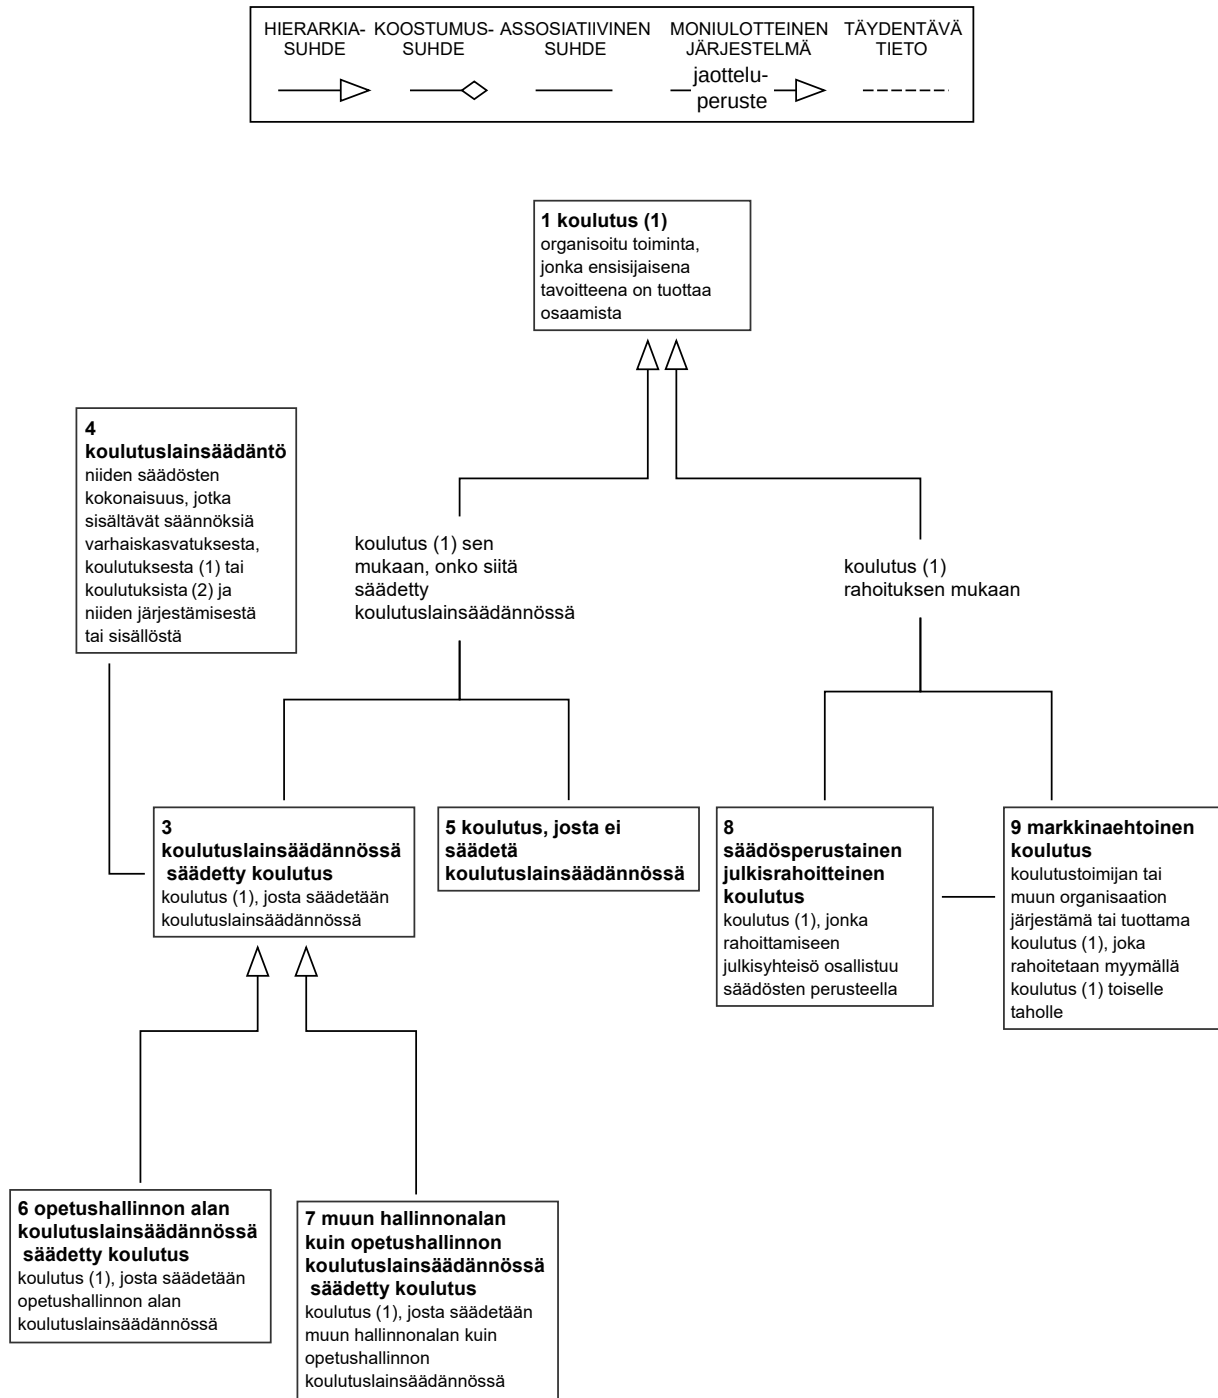 HIERARKIA-
SUHDE
KOOSTUMUS-
SUHDE
ASSOSIATIIVINEN
SUHDE
MONIULOTTEINEN
JÄRJESTELMÄ
jaottelu-
peruste
TÄYDENTÄVÄ
TIETO
1 koulutus (1)
organisoitu toiminta,
jonka ensisijaisena
tavoitteena on tuottaa
osaamista
4
koulutuslainsäädäntö
niiden säädösten
kokonaisuus, jotka
sisältävät säännöksiä
varhaiskasvatuksesta,
koulutuksesta (1) tai
koulutuksista (2) ja
niiden järjestämisestä
tai sisällöstä
koulutus (1) sen
mukaan, onko siitä
säädetty
koulutuslainsäädännössä
koulutus (1)
rahoituksen mukaan
3
koulutuslainsäädännössä
säädetty koulutus
koulutus (1), josta säädetään
koulutuslainsäädännössä
5 koulutus, josta ei
säädetä
koulutuslainsäädännössä
8
säädösperustainen
julkisrahoitteinen
koulutus
koulutus (1), jonka
rahoittamiseen
julkisyhteisö osallistuu
säädösten perusteella
9 markkinaehtoinen
koulutus
koulutustoimijan tai
muun organisaation
järjestämä tai tuottama
koulutus (1), joka
rahoitetaan myymällä
koulutus (1) toiselle
taholle
6 opetushallinnon alan
koulutuslainsäädännössä
säädetty koulutus
koulutus (1), josta säädetään
opetushallinnon alan
koulutuslainsäädännössä
7 muun hallinnonalan
kuin opetushallinnon
koulutuslainsäädännössä
säädetty koulutus
koulutus (1), josta säädetään
muun hallinnonalan kuin
opetushallinnon
koulutuslainsäädännössä